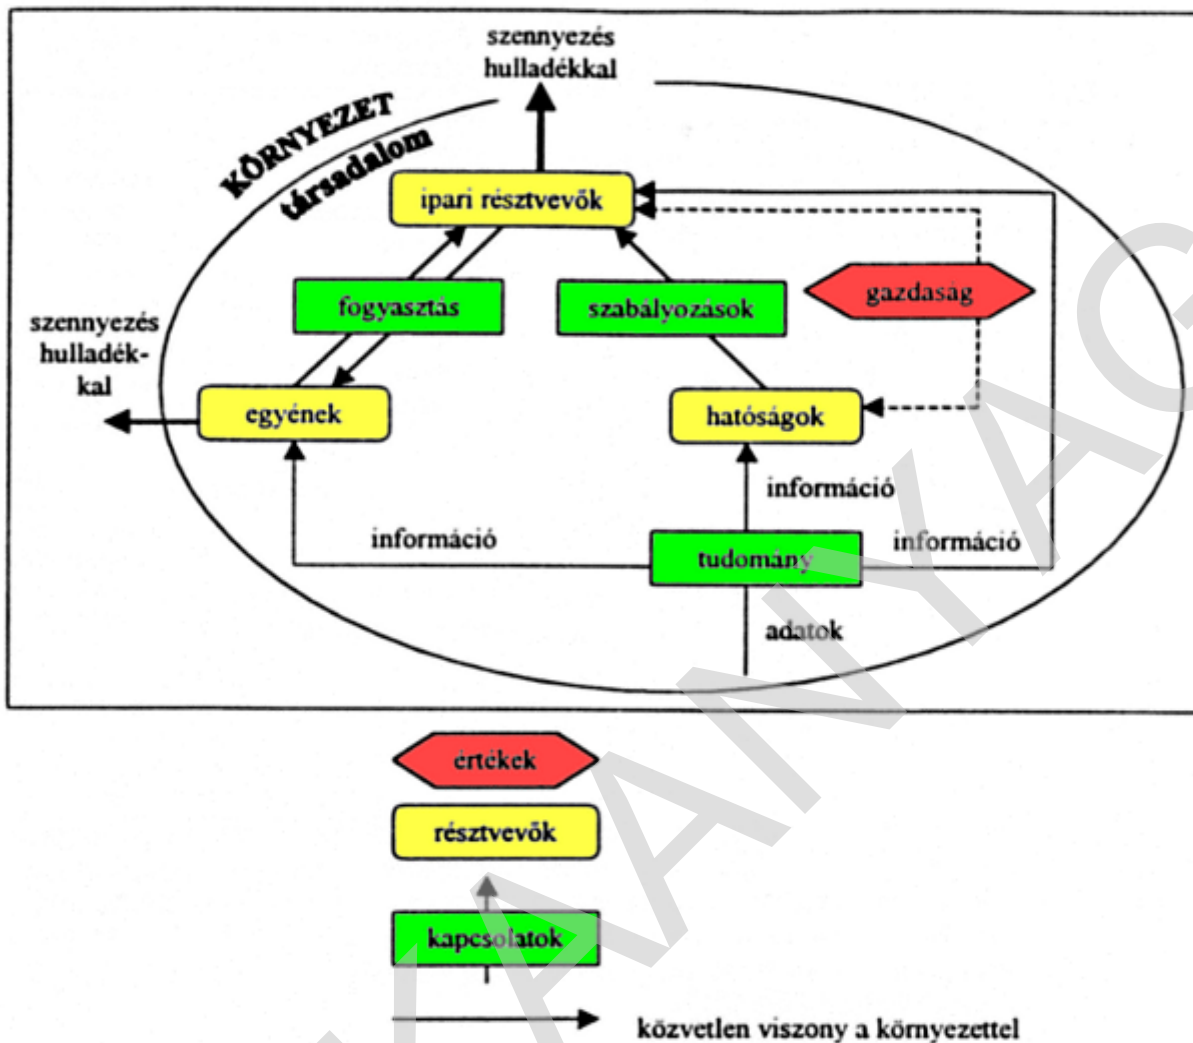 szennyezés
hulladékkal
KÖRNYEZET
társadalom
ipari résztvevők
fogyasztás
szabályozások
gazdaság
szennyezés
hulladék-
kal
egyének
hatóságok
információ
információ
tudomány
információ
adatok
értékek
résztvevők
kapcsolatok
közvetlen viszony a környezettel
KAANYAG